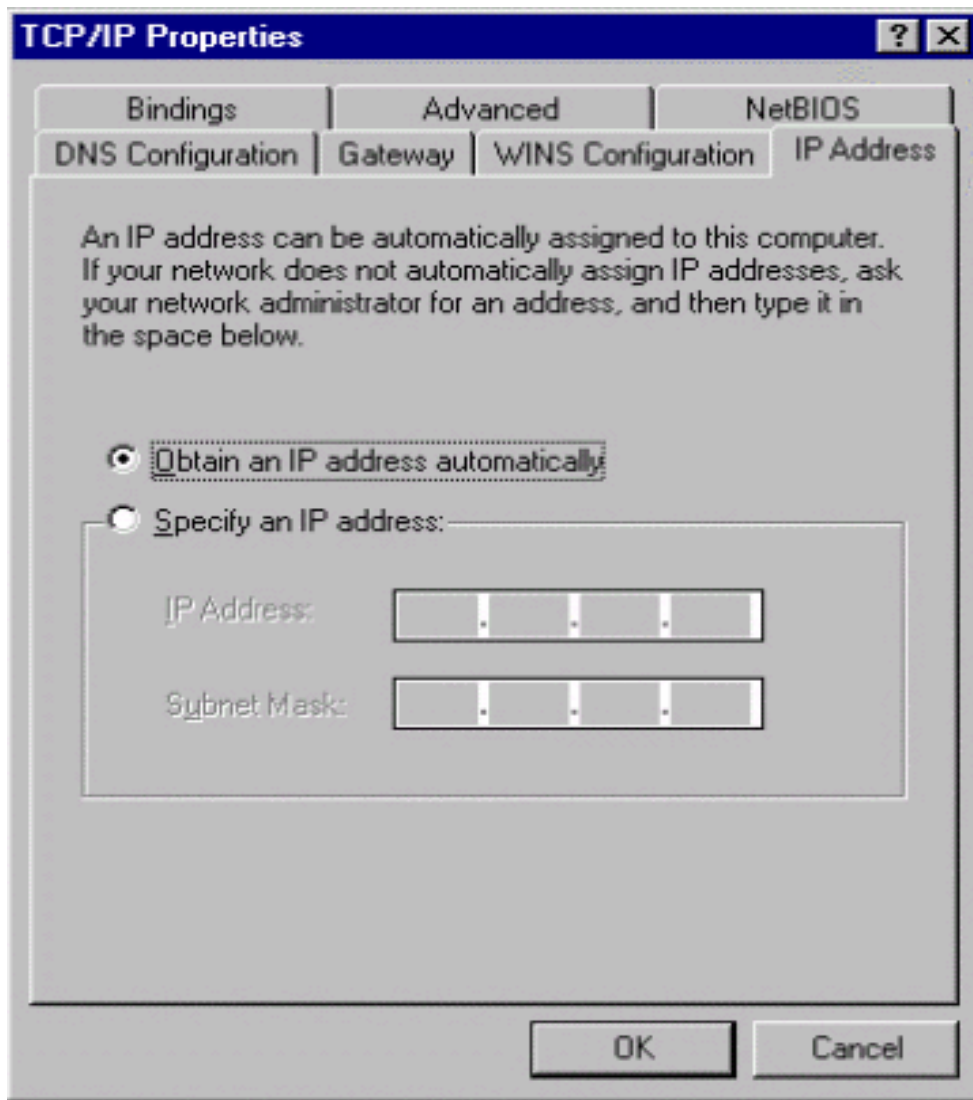 TCP/IP Properties
Bindings Advanced NetBIOS
DNS Configuration Gateway WINS Configuration IP Address
An IP address can be automatically assigned to this computer.
If your network does not automatically assign IP addresses, ask
your network administrator for an address, and then type it in
the space below.
Obtain an IP address automatically
Specify an IP address:
IP Address:
. . .
Subnet Mask:
. . .
OK Cancel